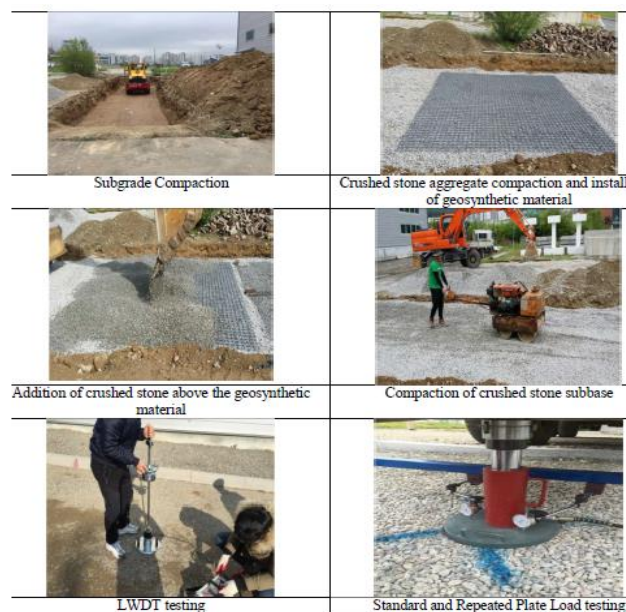 Subgrade Compaction
Crushed stone aggregate compaction and install
of geosynthetic material
Addition of crushed stone above the geosynthetic
material
Compaction of crushed stone subbase
LWDT testing
Standard and Repeated Plate Load testing